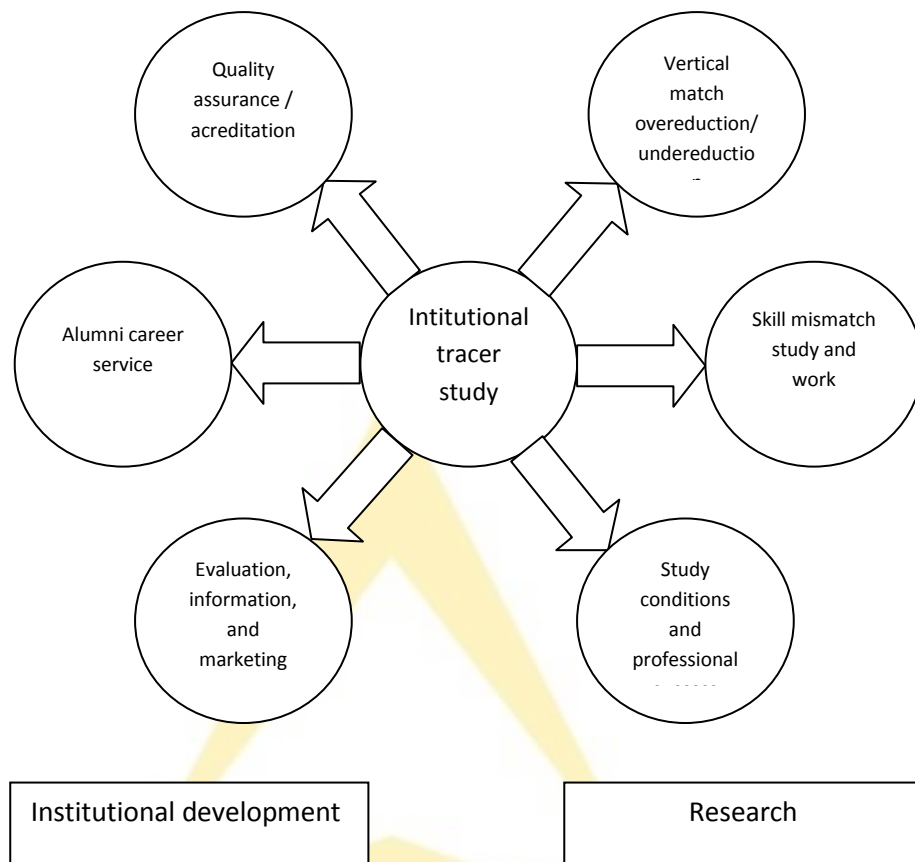 Quality
assurance /
acreditation
Vertical
match
overeduction/
undereductio
Alumni career
service
Intitutional
tracer
study
Skill mismatch
study and
work
Evaluation,
information,
and
marketing
Study
conditions
and
professional
Institutional development
Research